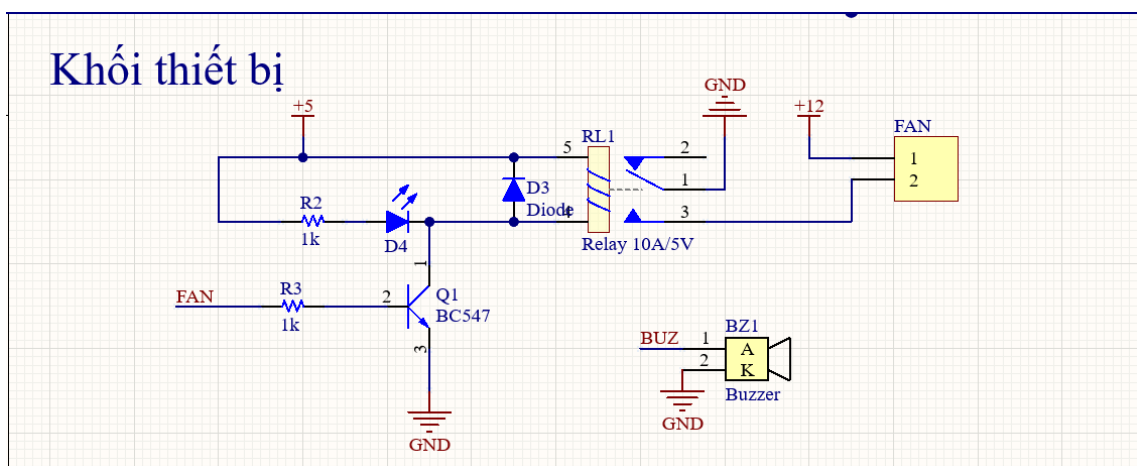 Khối thiết bị
+5
GND
+12
RL1
FAN
5
2
1
D3
1
2
R2
Diode
4
3
1k
D4
Relay 10A/5V
1
FAN
R3
2
Q1
1k
BC547
3
BZ1
BUZ
1
A
2
K
Buzzer
GND
GND